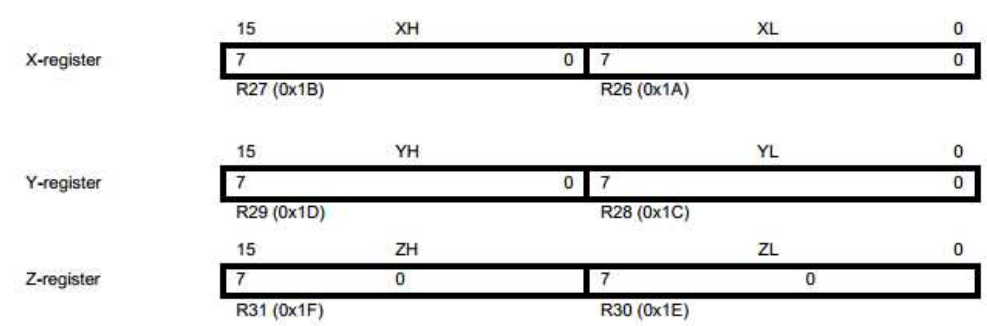 15 XH XL 0
X-register 7 0 7 0
R27 (0x1B) R26 (0x1A)
15 YH YL 0
Y-register 7 0 7 0
R29 (0x1D) R28 (0x1C)
15 ZH ZL 0
Z-register 7 0 7 0
R31 (0x1F) R30 (0x1E)